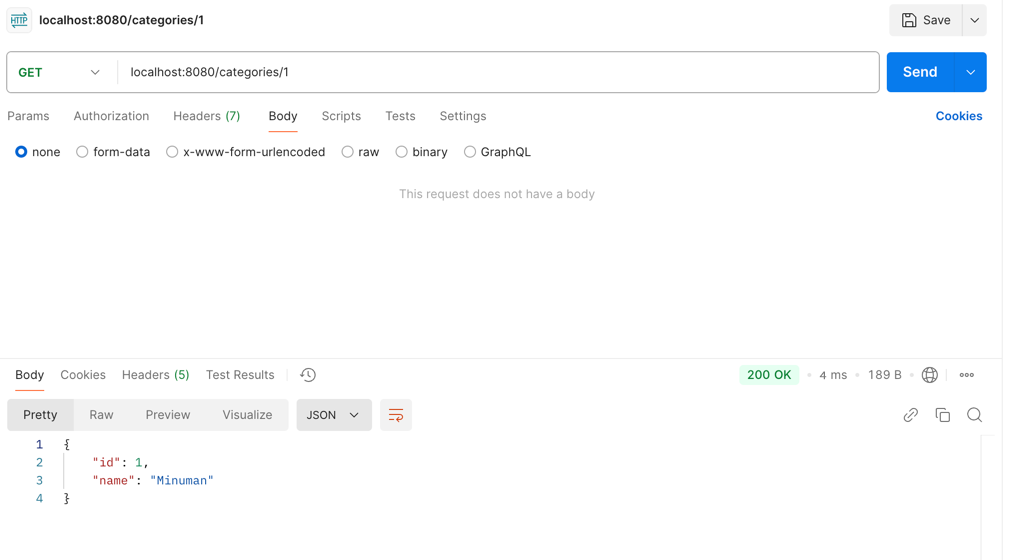 HTTP localhost:8080/categories/1 Save
GET localhost:8080/categories/1 Send
Params Authorization Headers (7) Body Scripts Tests Settings Cookies
none form-data x-www-form-urlencoded raw binary GraphQL
This request does not have a body
Body Cookies Headers (5) Test Results 200 OK • 4 ms • 189 B •
Pretty Raw Preview Visualize JSON
1 {
2 "id": 1,
3 "name": "Minuman"
4 }